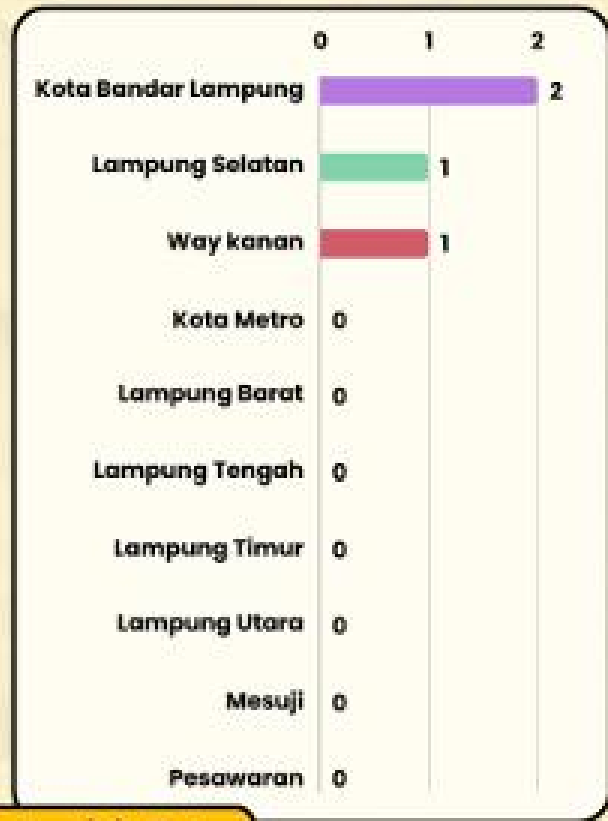 0 1 2
Kota Bandar Lampung 2
Lampung Selatan 1
Way kanan 1
Kota Metro 0
Lampung Barat 0
Lampung Tengah 0
Lampung Timur 0
Lampung Utara 0
Mesuji 0
Pesawaran 0